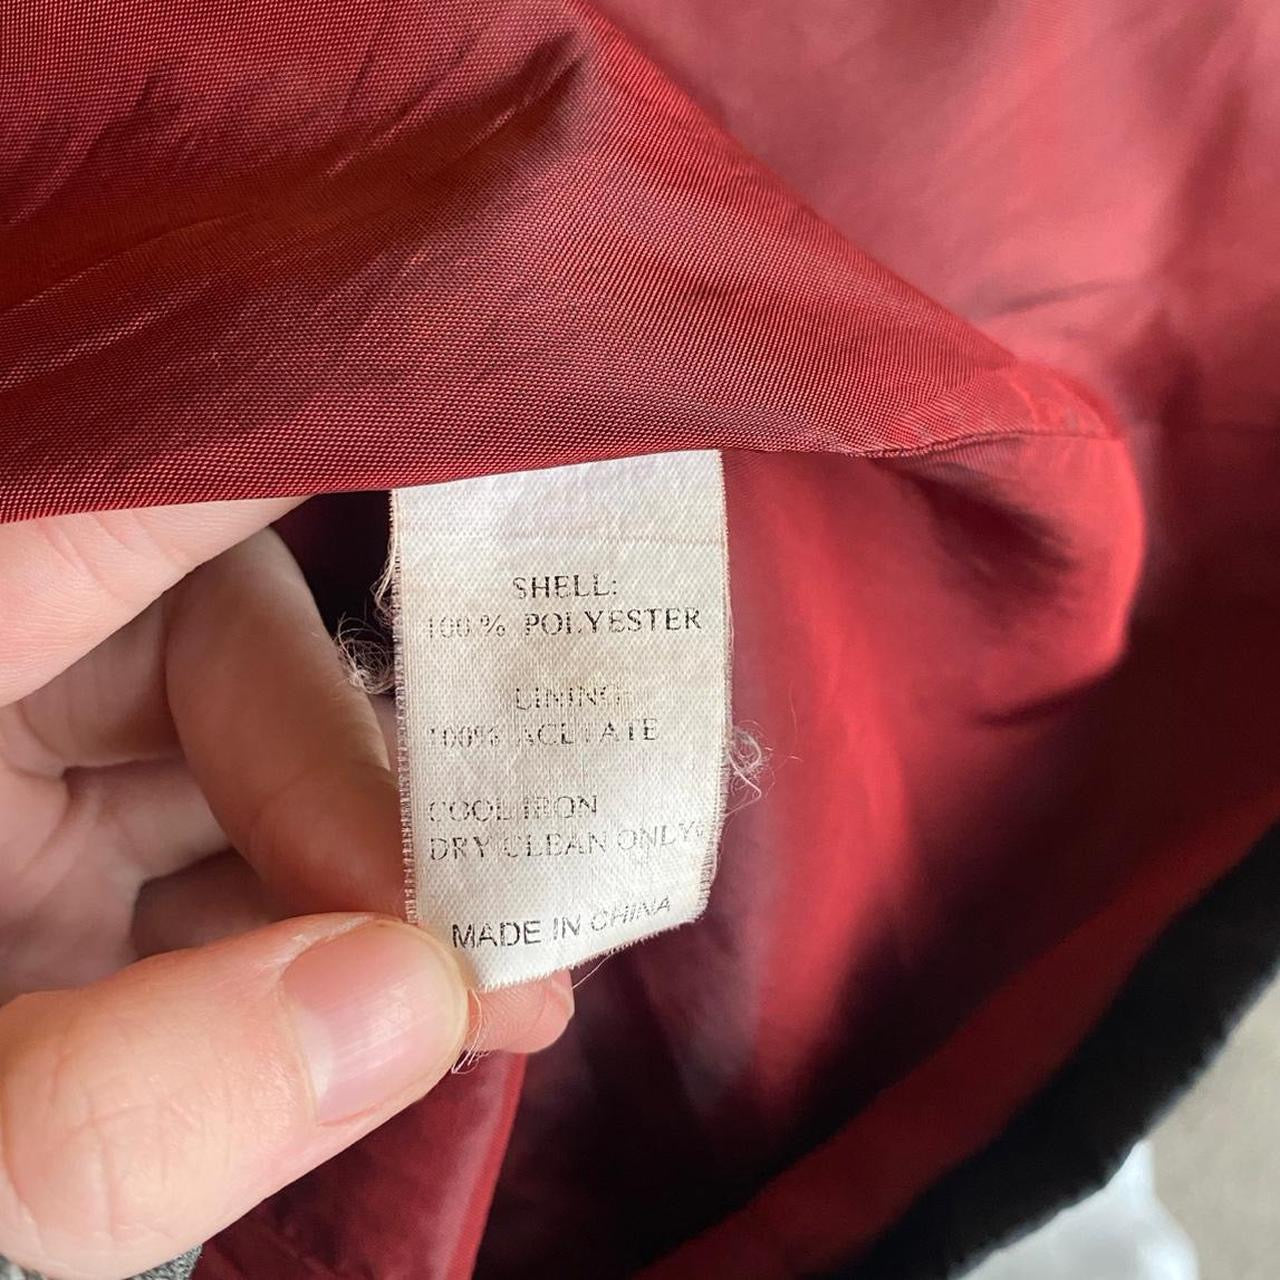 SHELL:
100% POLYESTER
LINING:
100% ACETATE
COOL IRON
DRY CLEAN ONLY
MADE IN CHINA